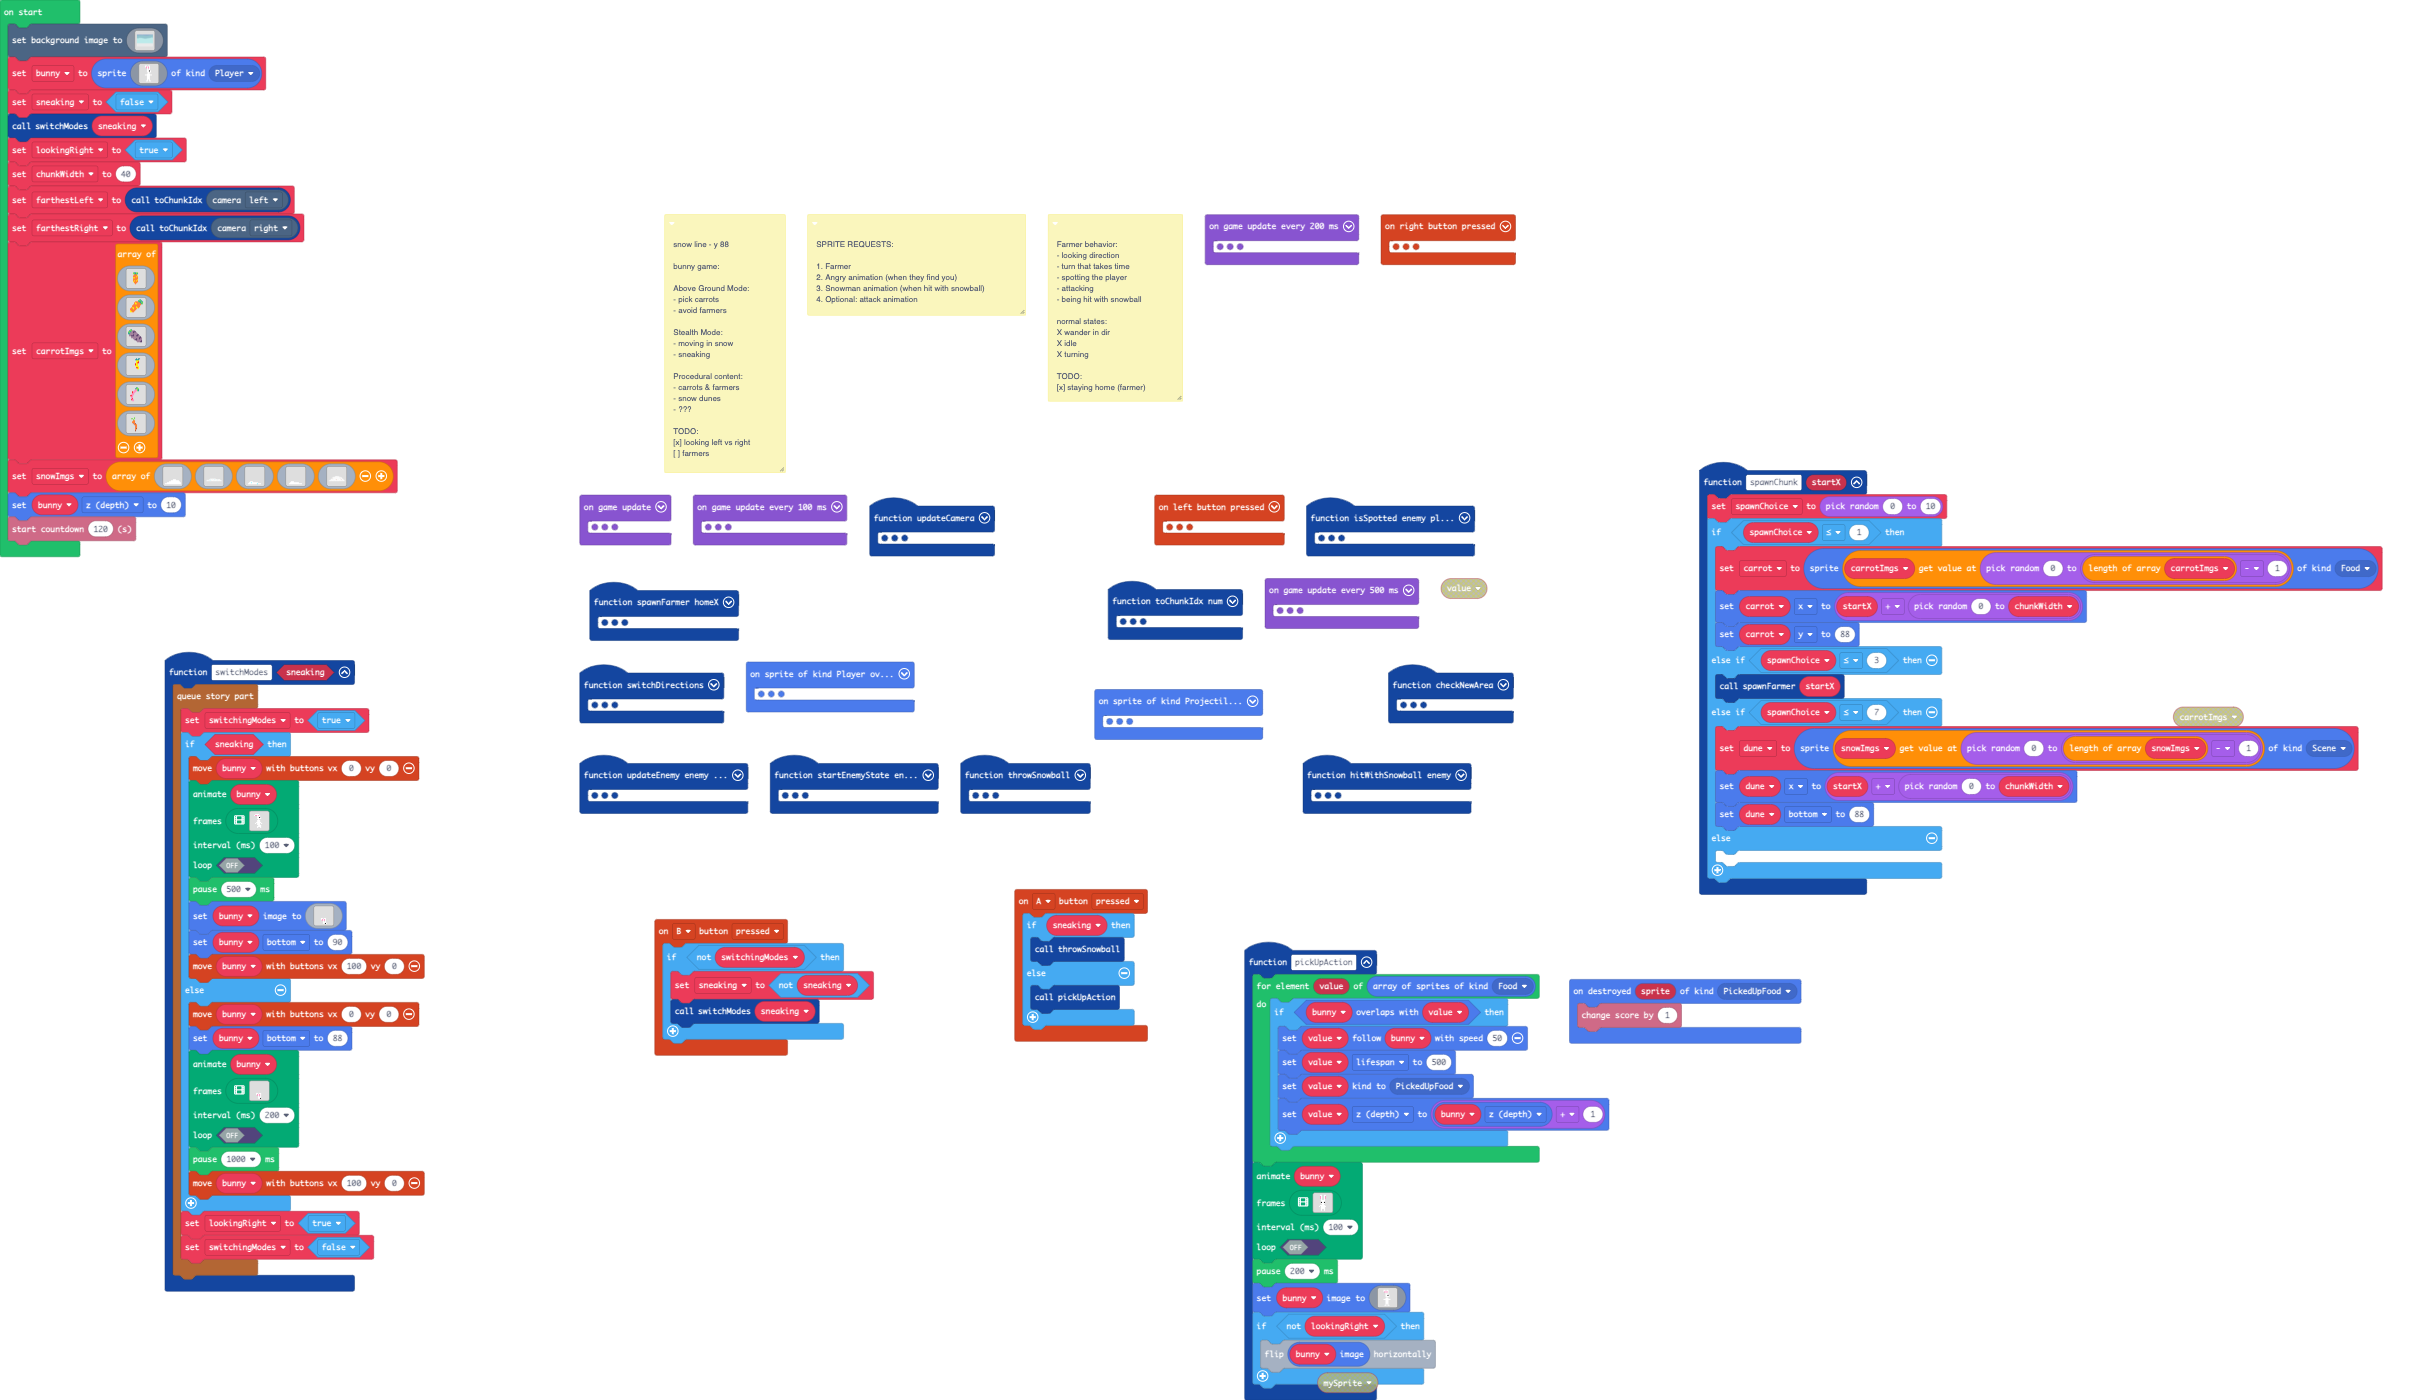 on start
set background image to
set bunny to sprite of kind Player
set sneaking to false
call switchModes sneaking
set lookingRight to true
set chunkWidth to 40
set farthestLeft to call toChunkIdx camera left
set farthestRight to call toChunkIdx camera right
array of
set carrotImgs to
set snowImgs to array of
set bunny z (depth) to 10
start countdown 120 (s)
snow line - y 88
bunny game:
Above Ground Mode:
- pick carrots
- avoid farmers
Stealth Mode:
- moving in snow
- sneaking
Procedural content:
- carrots & farmers
- snow dunes
- ???
TODO:
[x] looking left vs right
[ ] farmers
SPRITE REQUESTS:
1. Farmer
2. Angry animation (when they find you)
3. Snowman animation (when hit with snowball)
4. Optional: attack animation
Farmer behavior:
- looking direction
- turn that takes time
- spotting the player
- attacking
- being hit with snowball
normal states:
X wander in dir
X idle
X turning
TODO:
[x] staying home (farmer)
on game update every 200 ms
on right button pressed
on game update
on game update every 100 ms
function updateCamera
on left button pressed
function isSpotted enemy pl...
function spawnFarmer homeX
function toChunkIdx num
on game update every 500 ms
value
function switchDirections
on sprite of kind Player ov...
on sprite of kind Projectil...
function checkNewArea
function updateEnemy enemy ...
function startEnemyState en...
function throwSnowball
function hitWithSnowball enemy
function switchModes sneaking
queue story part
set switchingModes to true
if sneaking then
move bunny with buttons vx 0 vy 0
animate bunny
frames
interval (ms) 100
loop OFF
pause 500 ms
set bunny image to
set bunny bottom to 90
move bunny with buttons vx 100 vy 0
else
move bunny with buttons vx 0 vy 0
set bunny bottom to 88
animate bunny
frames
interval (ms) 200
loop OFF
pause 1000 ms
move bunny with buttons vx 100 vy 0
set lookingRight to true
set switchingModes to false
on B button pressed
if not switchingModes then
set sneaking to not sneaking
call switchModes sneaking
on A button pressed
if sneaking then
call throwSnowball
else
call pickUpAction
function pickUpAction
for element value of array of sprites of kind Food
do
if bunny overlaps with value then
set value follow bunny with speed 50
set value lifespan to 500
set value kind to PickedUpFood
set value z (depth) to bunny z (depth) + 1
animate bunny
frames
interval (ms) 100
loop OFF
pause 200 ms
set bunny image to
if not lookingRight then
flip bunny image horizontally
mySprite
on destroyed sprite of kind PickedUpFood
change score by 1
function spawnChunk startX
set spawnChoice to pick random 0 to 10
if spawnChoice ≤ 1 then
set carrot to sprite carrotImgs get value at pick random 0 to length of array carrotImgs - 1 of kind Food
set carrot x to startX + pick random 0 to chunkWidth
set carrot y to 88
else if spawnChoice ≤ 3 then
call spawnFarmer startX
else if spawnChoice ≤ 7 then
carrotImgs
set dune to sprite snowImgs get value at pick random 0 to length of array snowImgs - 1 of kind Scene
set dune x to startX + pick random 0 to chunkWidth
set dune bottom to 88
else